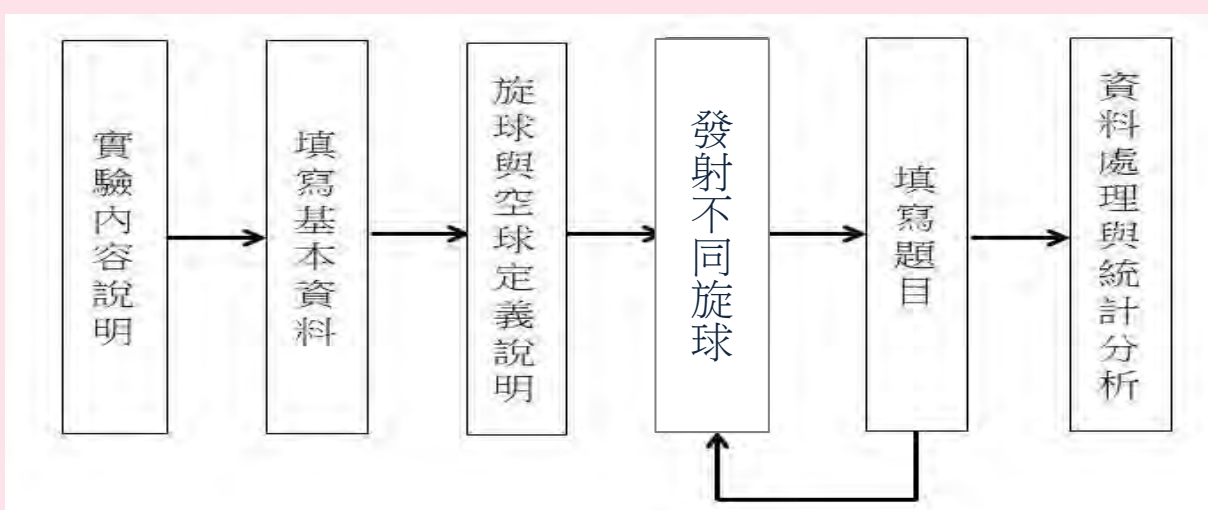 實驗內容說明
填寫基本資料
旋球與空球定義說明
發射不同旋球
填寫題目
資料處理與統計分析